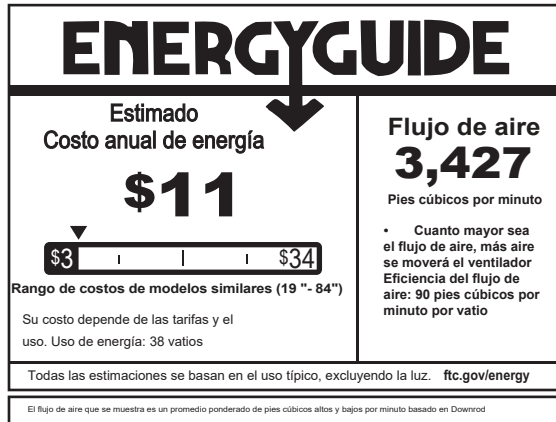 ENERGYGUIDE
Estimado
Costo anual de energía
$11
$3
$34
Rango de costos de modelos similares (19 "- 84")
Su costo depende de las tarifas y el
uso. Uso de energía: 38 vatios
Flujo de aire
3,427
Pies cúbicos por minuto
• Cuanto mayor sea
el flujo de aire, más aire
se moverá el ventilador
Eficiencia del flujo de
aire: 90 pies cúbicos por
minuto por vatio
Todas las estimaciones se basan en el uso típico, excluyendo la luz. ftc.gov/energy
El flujo de aire que se muestra es un promedio ponderado de pies cúbicos altos y bajos por minuto basado en Downrod